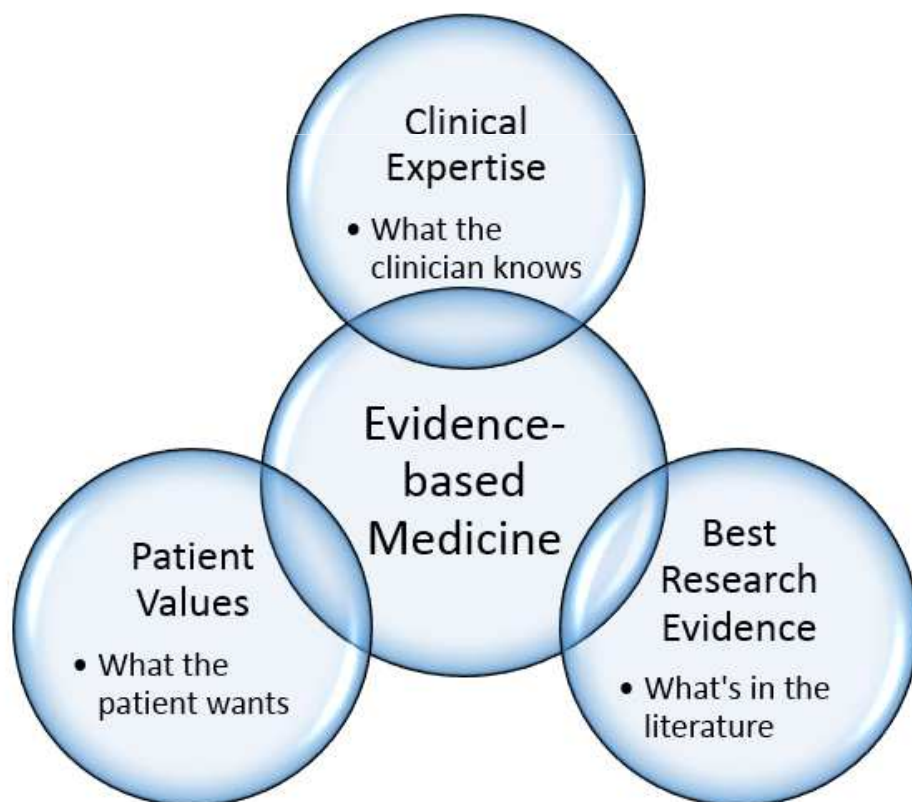 Clinical
Expertise
• What the
clinician knows
Evidence-
based
Medicine
Patient
Values
• What the
patient wants
Best
Research
Evidence
• What's in the
literature